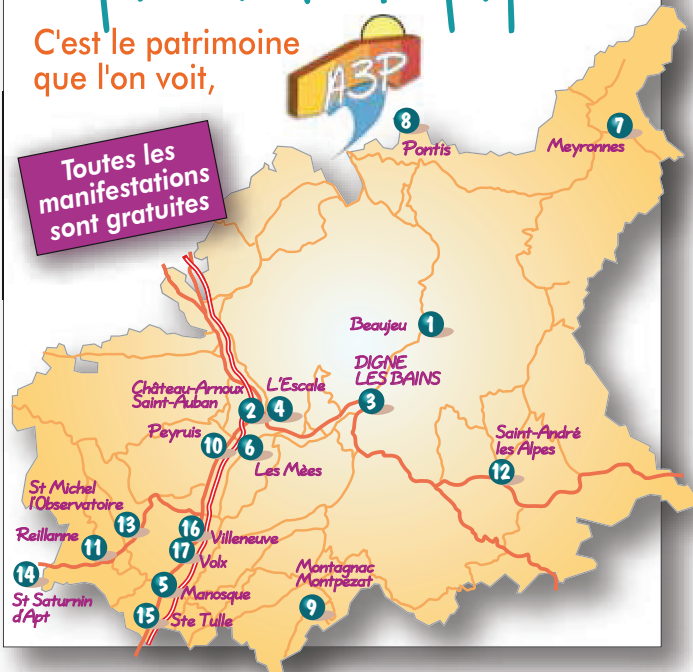 C'est le patrimoine
que l'on voit,
A3P
Toutes les
manifestations
sont gratuites
8
Pontis
7
Meyronnes
Beaujeu
1
DIGNE
LES BAINS
3
Château-Arnoux
Saint-Auban
2
L'Escale
4
Peyruis
10
6
Les Mèes
Saint-André
les Alpes
12
St Michel
l'Observatoire
13
Reillanne
11
14
St Saturnin
d'Apt
16
Villeneuve
17
Volx
5
Manosque
15
Ste Tulle
Montagnac
Montpezat
9